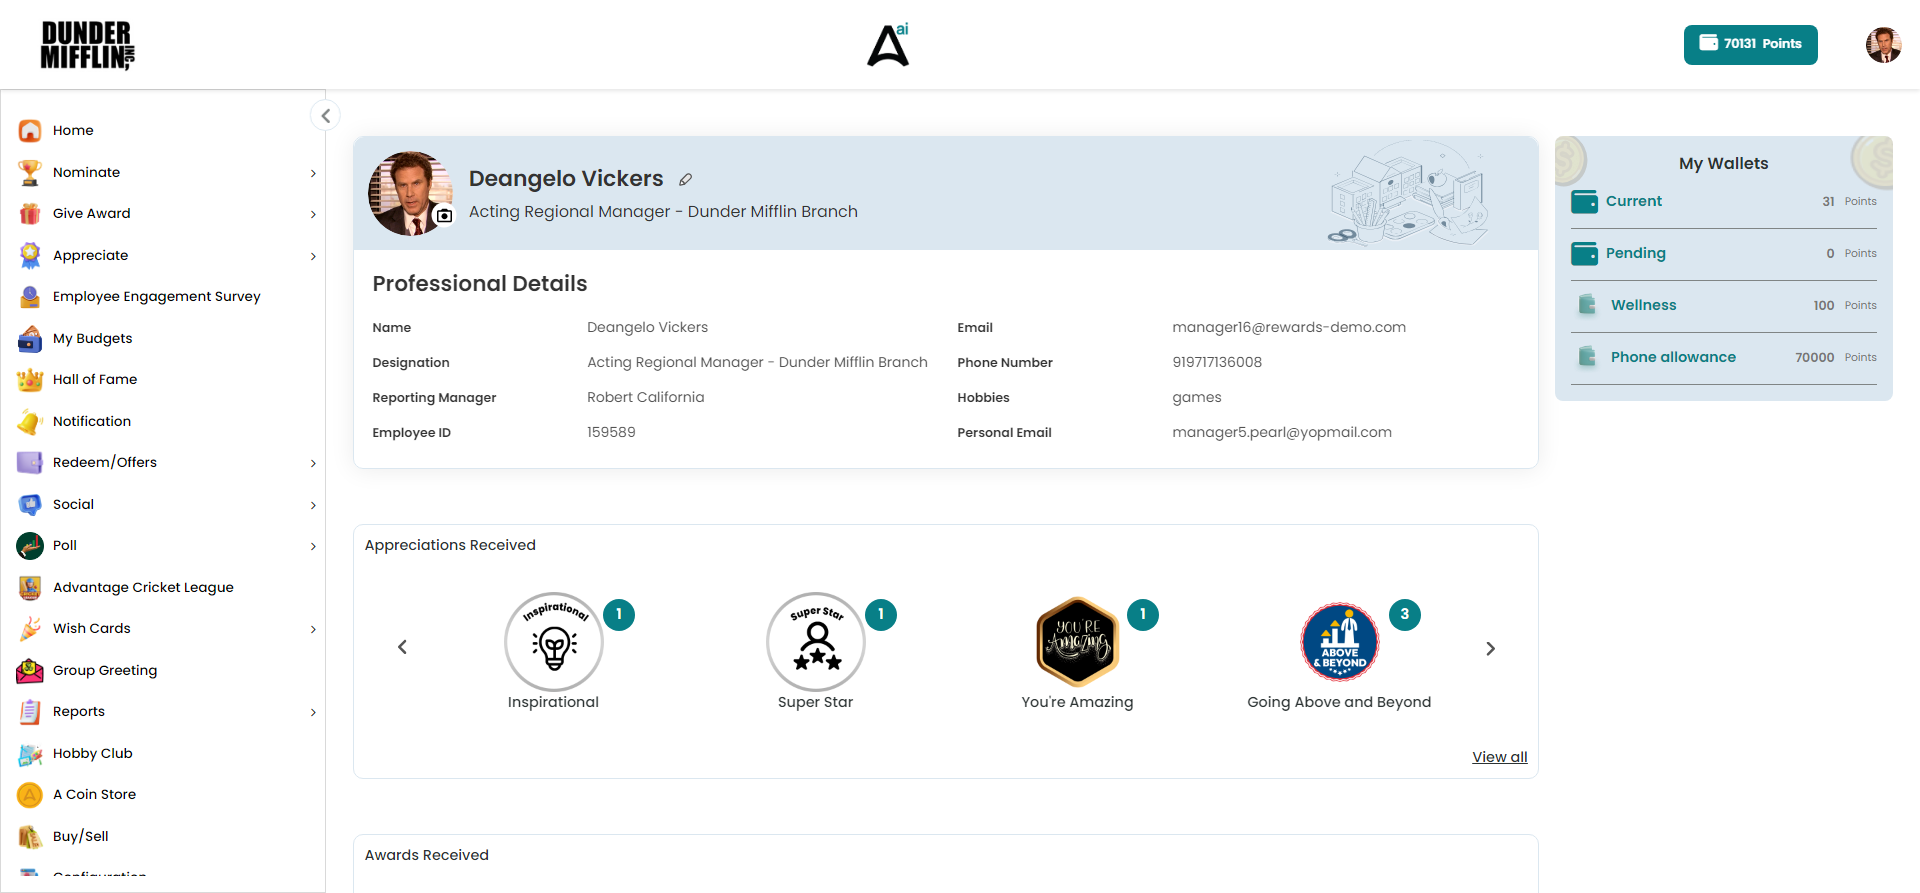 DUNDER
MIFFLIN, INC
A ai
70131 Points
Home
Nominate
Give Award
Appreciate
Employee Engagement Survey
My Budgets
Hall of Fame
Notification
Redeem/Offers
Social
Poll
Advantage Cricket League
Wish Cards
Group Greeting
Reports
Hobby Club
A Coin Store
Buy/Sell
Configuration
Deangelo Vickers
Acting Regional Manager - Dunder Mifflin Branch
Professional Details
Name Deangelo Vickers Email manager16@rewards-demo.com
Designation Acting Regional Manager - Dunder Mifflin Branch Phone Number 919717136008
Reporting Manager Robert California Hobbies games
Employee ID 159589 Personal Email manager5.pearl@yopmail.com
My Wallets
Current 31 Points
Pending 0 Points
Wellness 100 Points
Phone allowance 70000 Points
Appreciations Received
Inspirational 1
Inspirational
Super Star 1
Super Star
YOU'RE Amazing 1
You're Amazing
ABOVE & BEYOND 3
Going Above and Beyond
View all
Awards Received